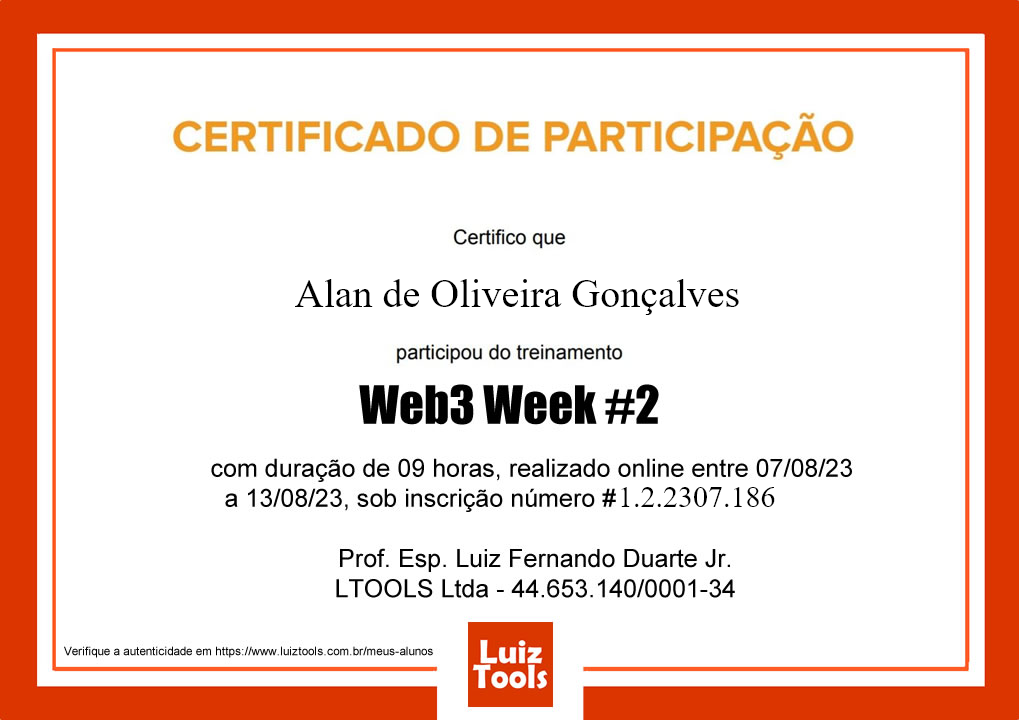 CERTIFICADO DE PARTICIPAÇÃO
Certifico que
Alan de Oliveira Gonçalves
participou do treinamento
Web3 Week #2
com duração de 09 horas, realizado online entre 07/08/23
a 13/08/23, sob inscrição número #1.2.2307.186
Prof. Esp. Luiz Fernando Duarte Jr.
LTOOLS Ltda - 44.653.140/0001-34
Verifique a autenticidade em https://www.luiztools.com.br/meus-alunos
Luiz
Tools